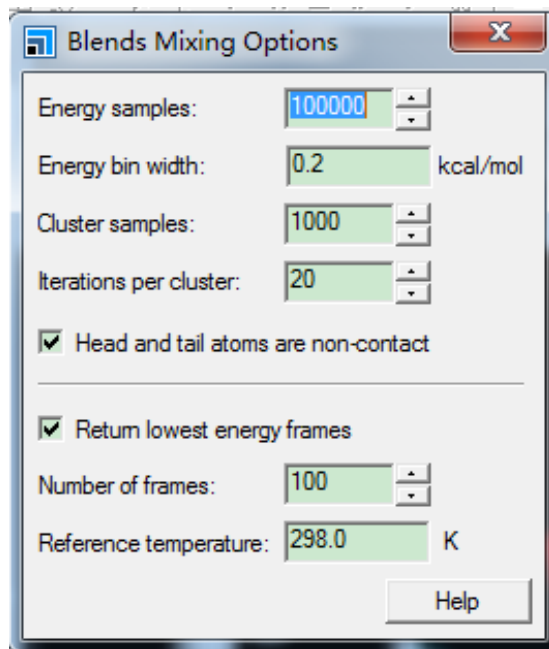 Blends Mixing Options
Energy samples: 100000
Energy bin width: 0.2 kcal/mol
Cluster samples: 1000
Iterations per cluster: 20
Head and tail atoms are non-contact
Return lowest energy frames
Number of frames: 100
Reference temperature: 298.0 K
Help